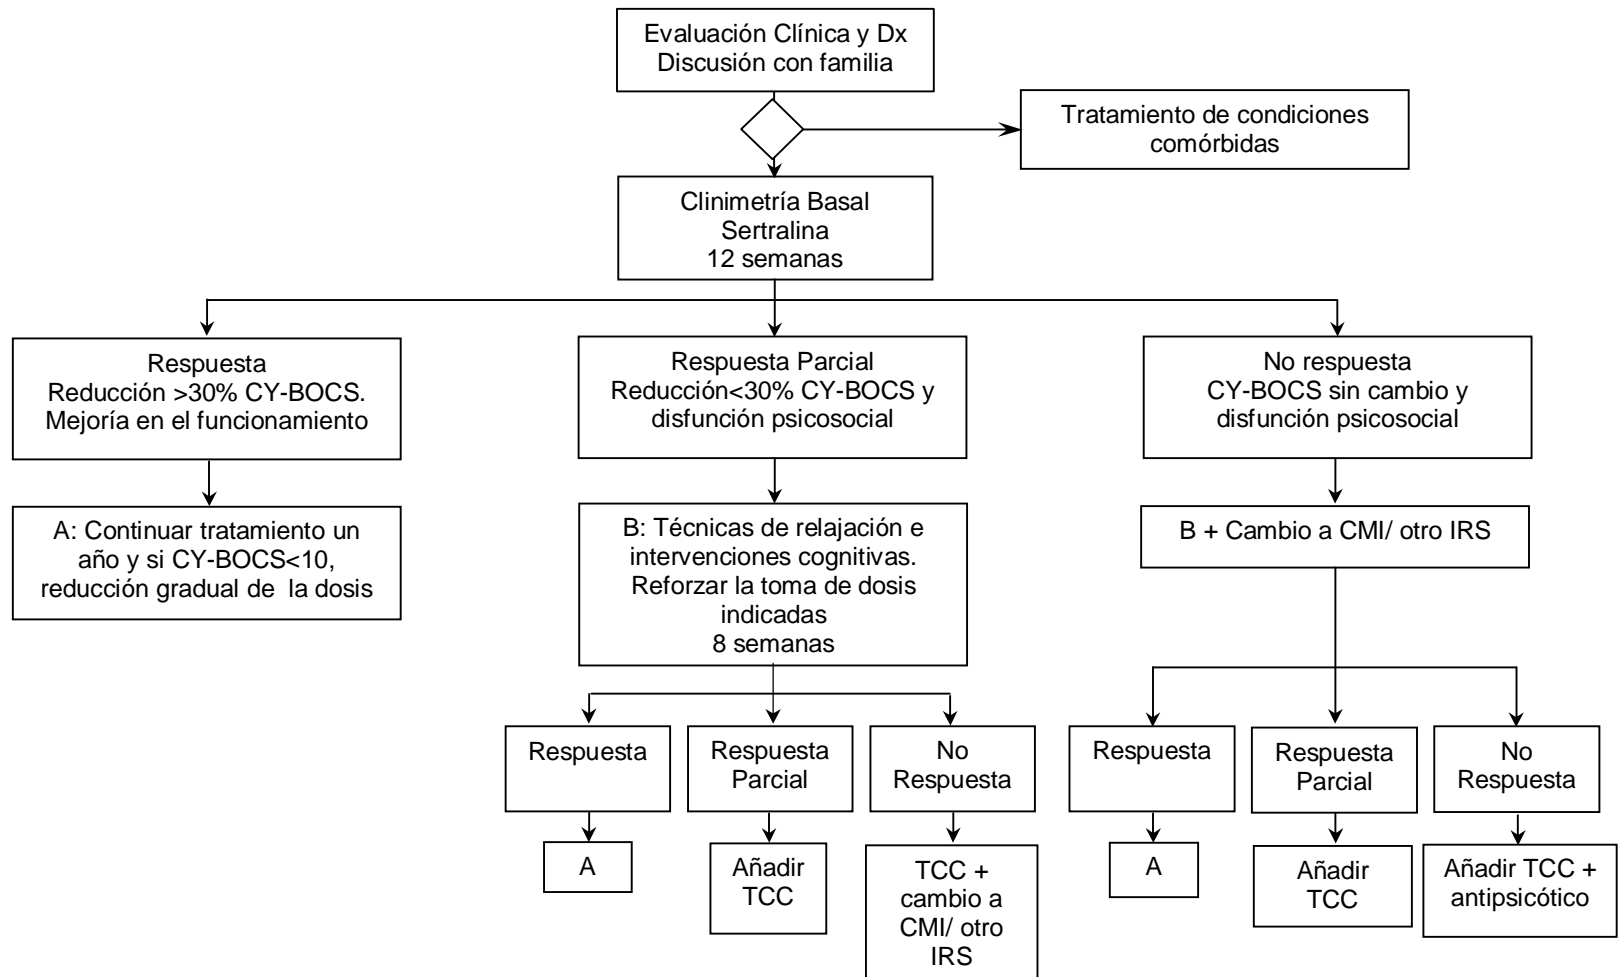 Evaluación Clínica y Dx
Discusión con familia
Tratamiento de condiciones
comórbidas
Clinimetría Basal
Sertralina
12 semanas
Respuesta
Reducción >30% CY-BOCS.
Mejoría en el funcionamiento
Respuesta Parcial
Reducción<30% CY-BOCS y
disfunción psicosocial
No respuesta
CY-BOCS sin cambio y
disfunción psicosocial
A: Continuar tratamiento un
año y si CY-BOCS<10,
reducción gradual de la dosis
B: Técnicas de relajación e
intervenciones cognitivas.
Reforzar la toma de dosis
indicadas
8 semanas
B + Cambio a CMI/ otro IRS
Respuesta
Respuesta
Parcial
No
Respuesta
Respuesta
Respuesta
Parcial
No
Respuesta
A
Añadir
TCC
TCC +
cambio a
CMI/ otro
IRS
A
Añadir
TCC
Añadir TCC +
antipsicótico